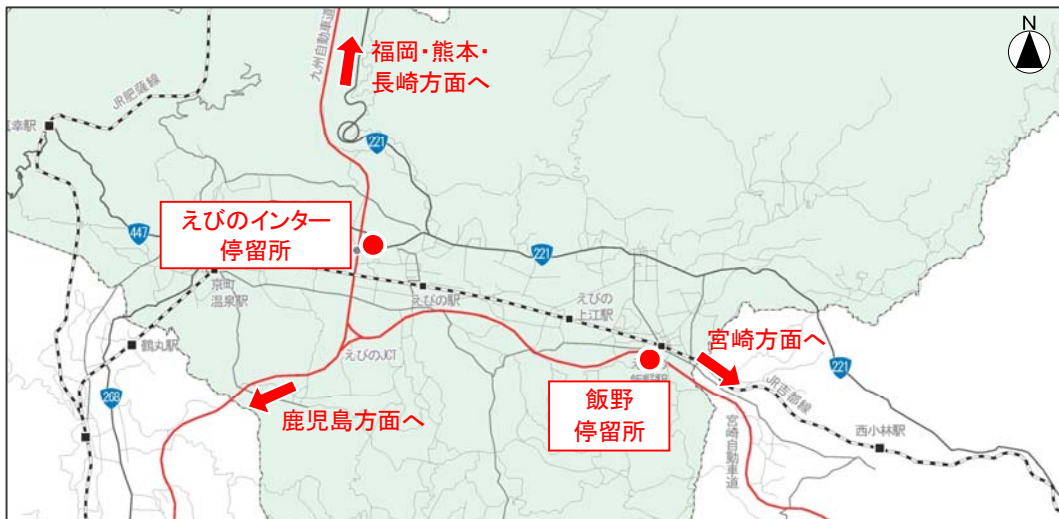 N
九州自動車道
福岡・熊本・
長崎方面へ
JR肥薩線
幸駅
221
447
えびのインター
停留所
221
京町
温泉駅
えびの駅
えびの
上江駅
鶴丸駅
えびのJCT
宮崎方面へ
飯野
停留所
JR吉都線
221
268
鹿児島方面へ
宮崎自動車道
西小林駅